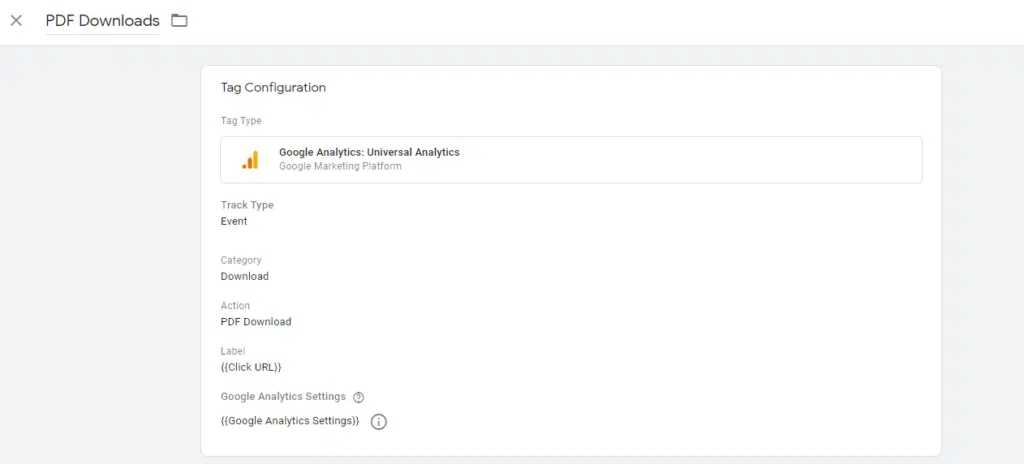 PDF Downloads
Tag Configuration
Tag Type
Google Analytics: Universal Analytics
Google Marketing Platform
Track Type
Event
Category
Download
Action
PDF Download
Label
{{Click URL}}
Google Analytics Settings
{{Google Analytics Settings}}